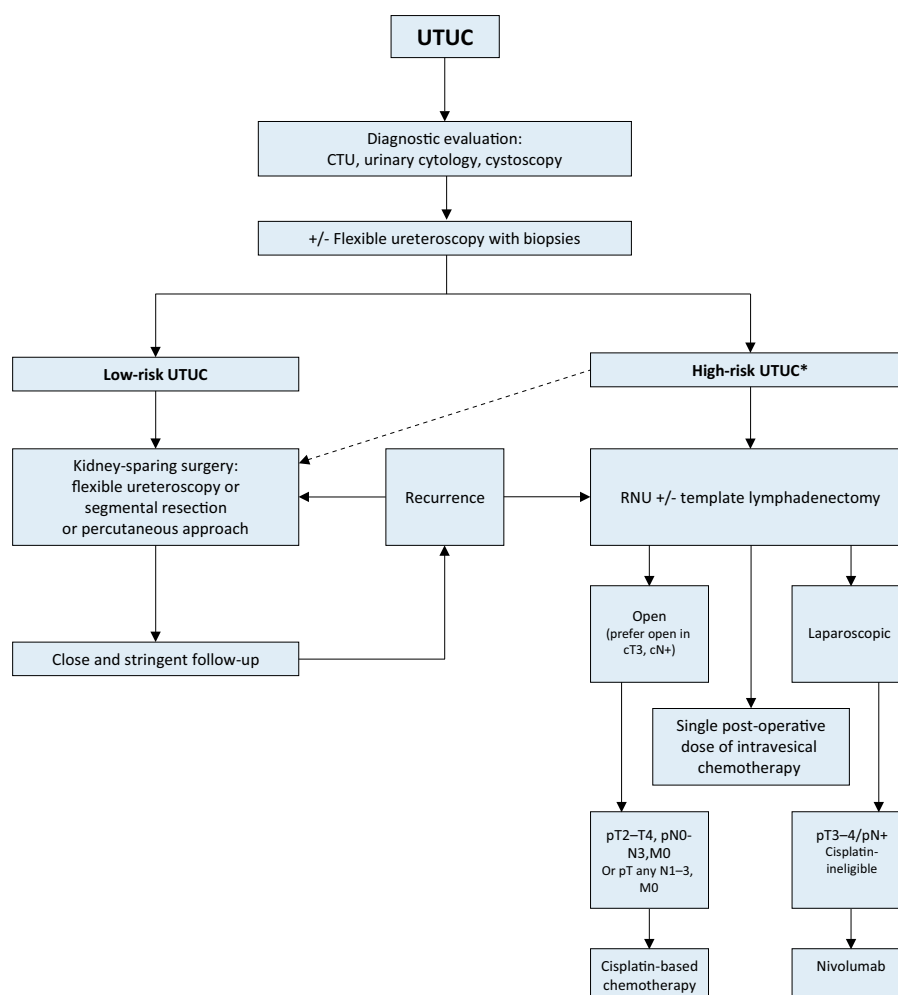 UTUC
Diagnostic evaluation:
CTU, urinary cytology, cystoscopy
+/- Flexible ureteroscopy with biopsies
Low-risk UTUC
High-risk UTUC*
Kidney-sparing surgery:
flexible ureteroscopy or
segmental resection
or percutaneous approach
Recurrence
RNU +/- template lymphadenectomy
Open
(prefer open in
cT3, cN+)
Laparoscopic
Close and stringent follow-up
Single post-operative
dose of intravesical
chemotherapy
pT2–T4, pN0-
N3,M0
Or pT any N1–3,
M0
pT3–4/pN+
Cisplatin-
ineligible
Cisplatin-based
chemotherapy
Nivolumab